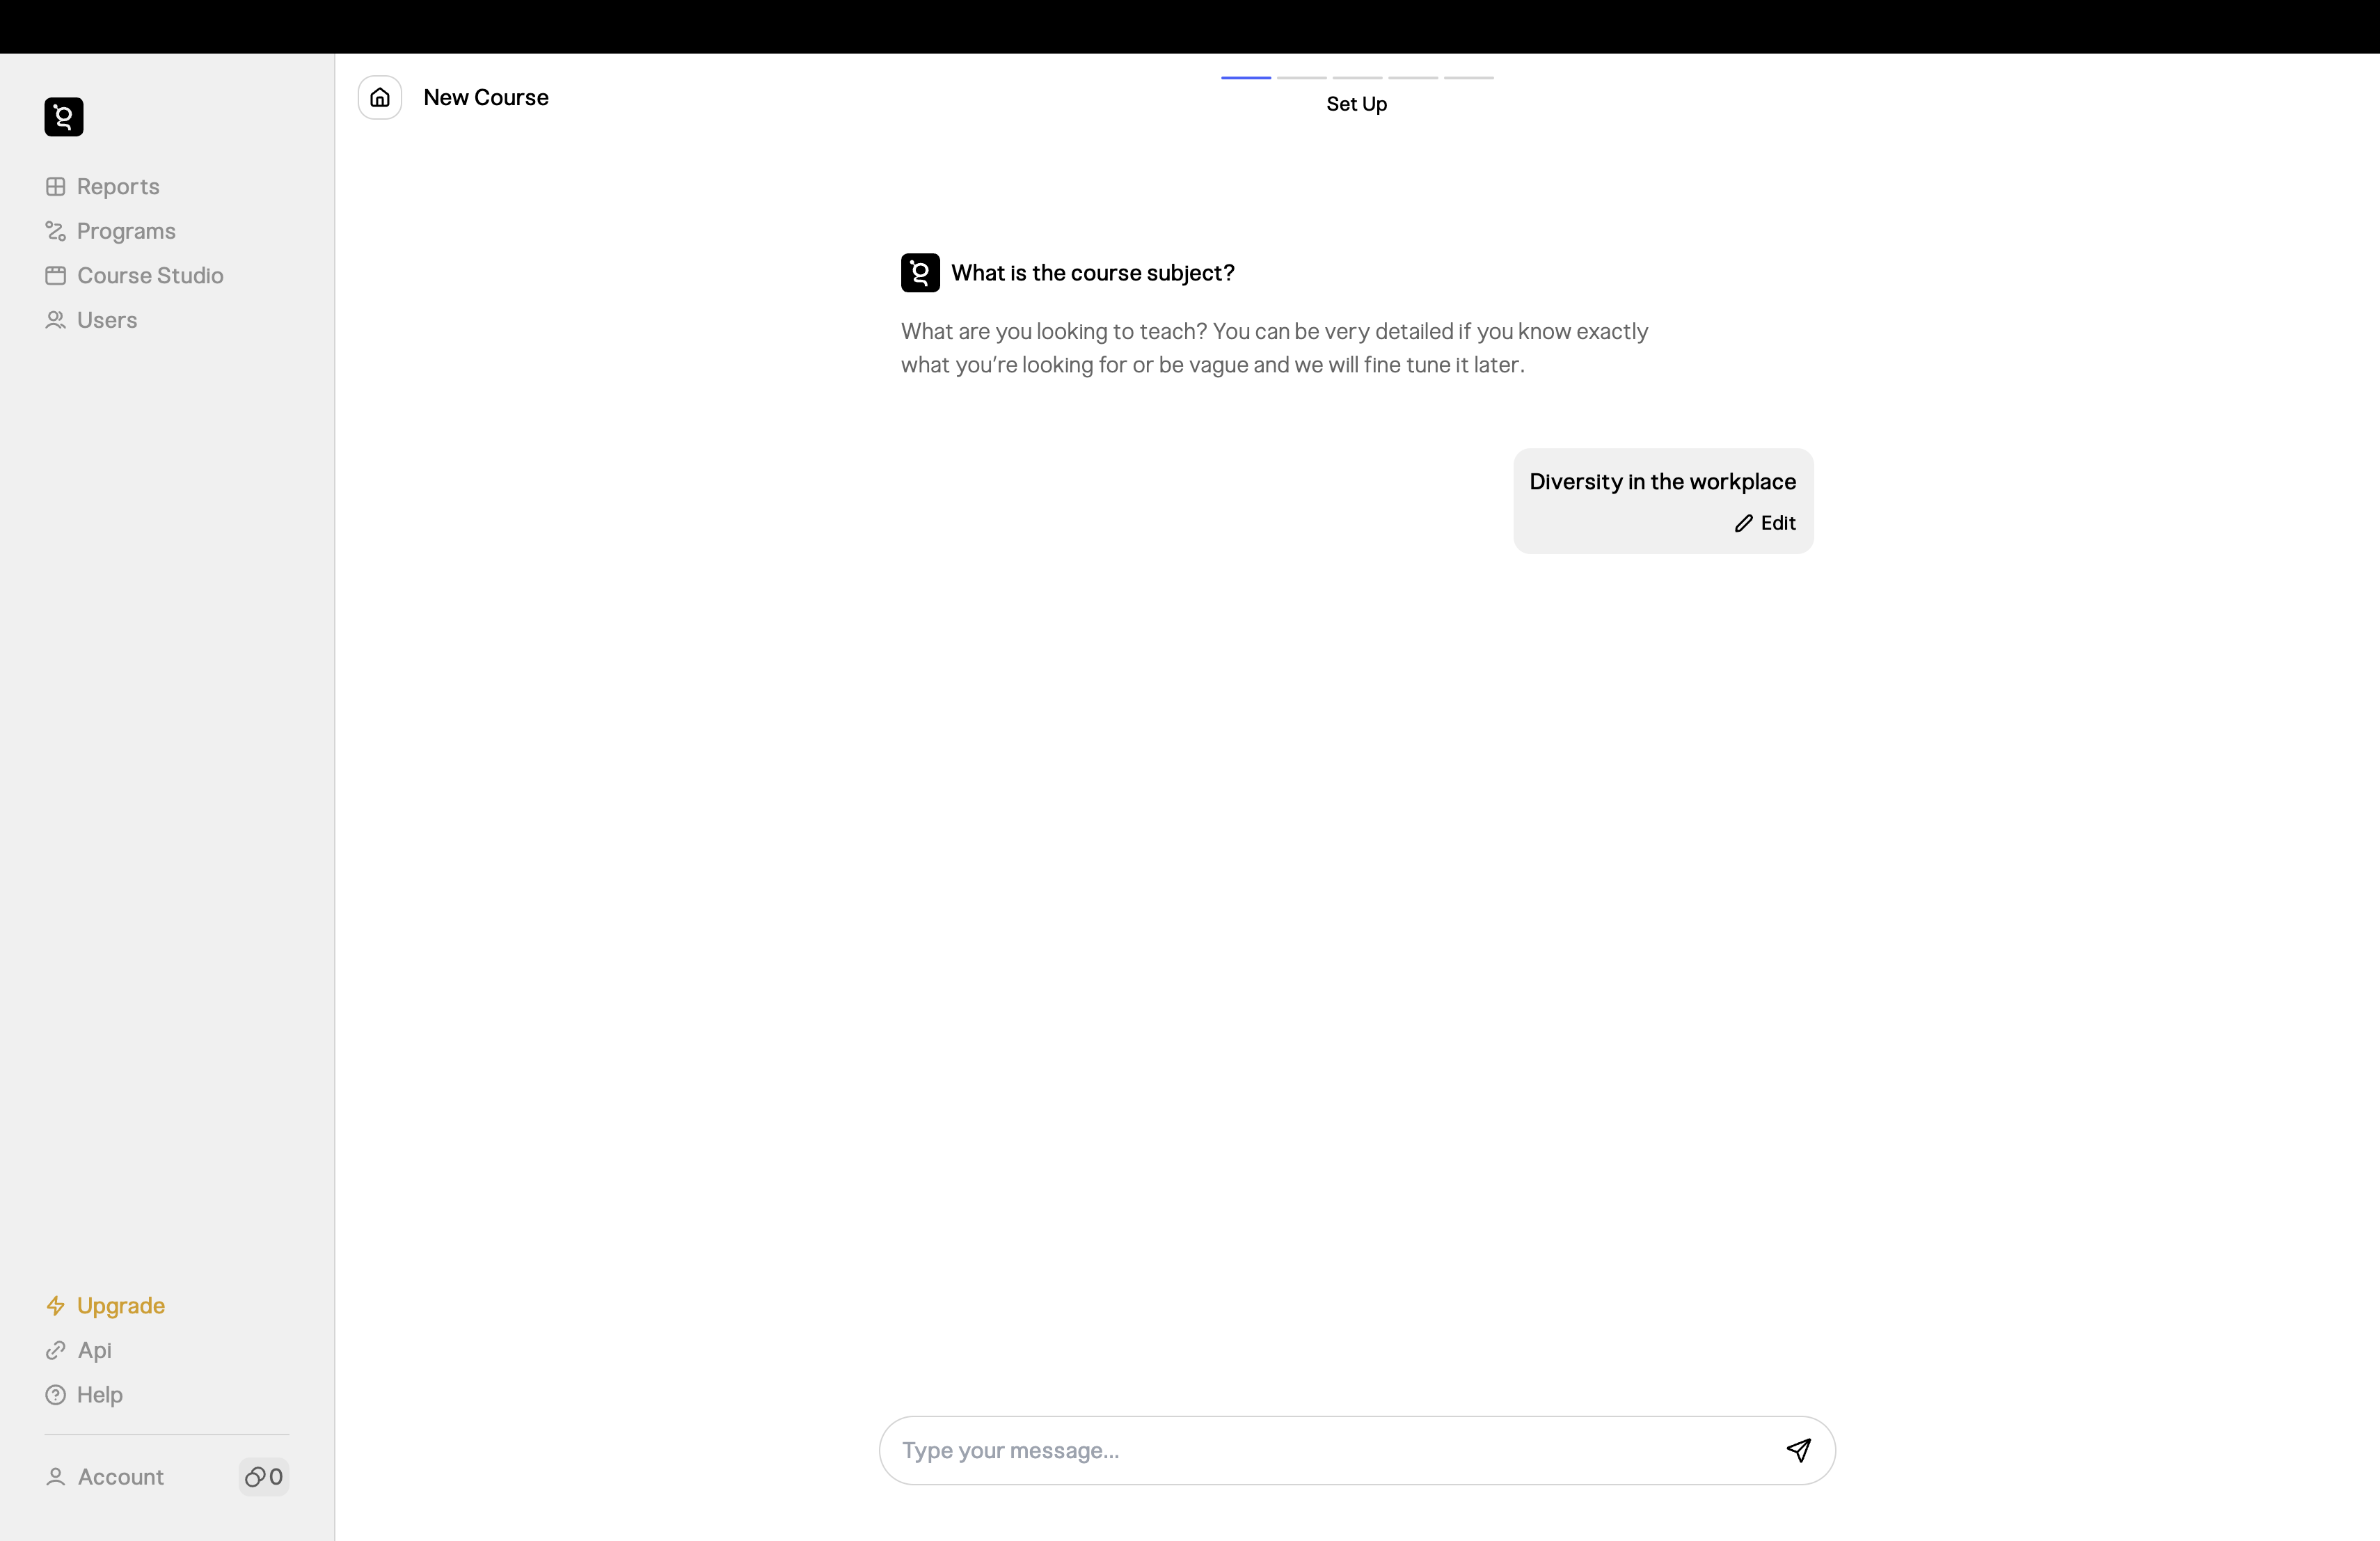 Reports
Programs
Course Studio
Users
Upgrade
Api
Help
Account
0
New Course
Set Up
What is the course subject?
What are you looking to teach? You can be very detailed if you know exactly
what you’re looking for or be vague and we will fine tune it later.
Diversity in the workplace
Edit
Type your message...